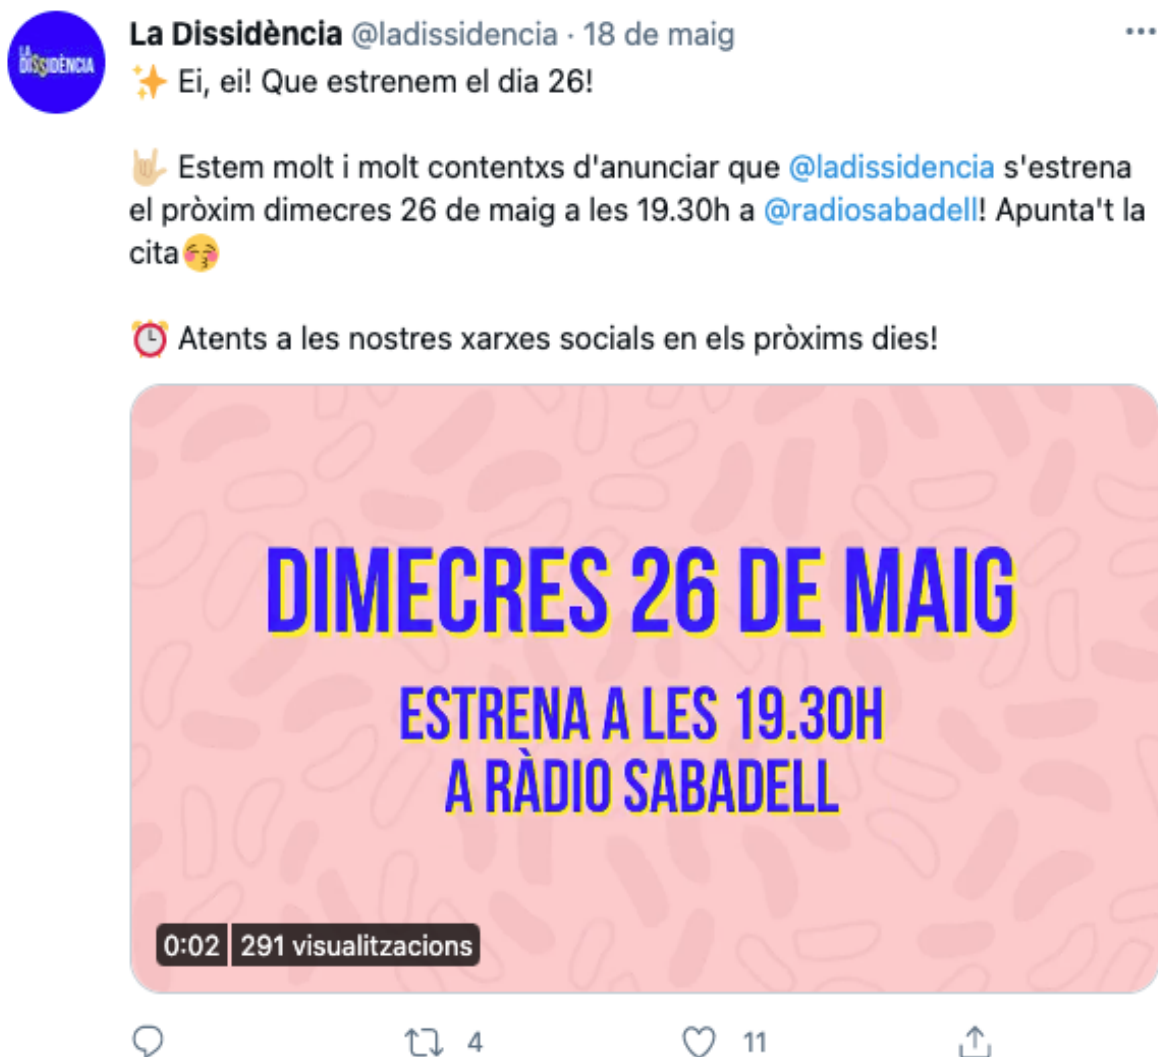 LA
DISSIDÈNCIA
La Dissidència @ladissidencia · 18 de maig
✨ Ei, ei! Que estrenem el dia 26!
🤟🏼 Estem molt i molt contentxs d'anunciar que @ladissidencia s'estrena
el pròxim dimecres 26 de maig a les 19.30h a @radiosabadell! Apunta't la
cita😚
⏰ Atents a les nostres xarxes socials en els pròxims dies!
DIMECRES 26 DE MAIG
ESTRENA A LES 19.30H
A RÀDIO SABADELL
0:02 291 visualitzacions
4 11